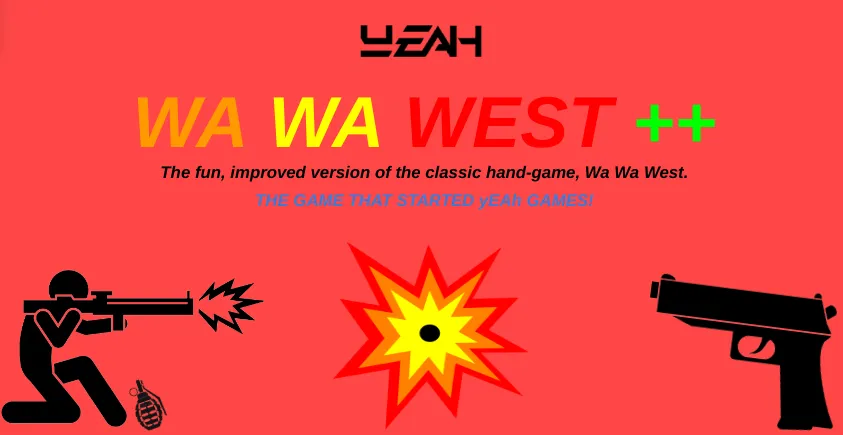 yEAh
WA WA WEST ++
The fun, improved version of the classic hand-game, Wa Wa West.
THE GAME THAT STARTED yEAh GAMES!